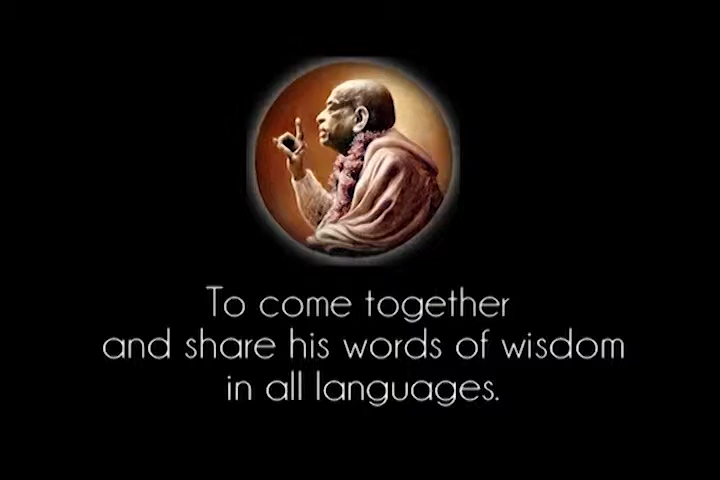 To come together
and share his words of wisdom
in all languages.